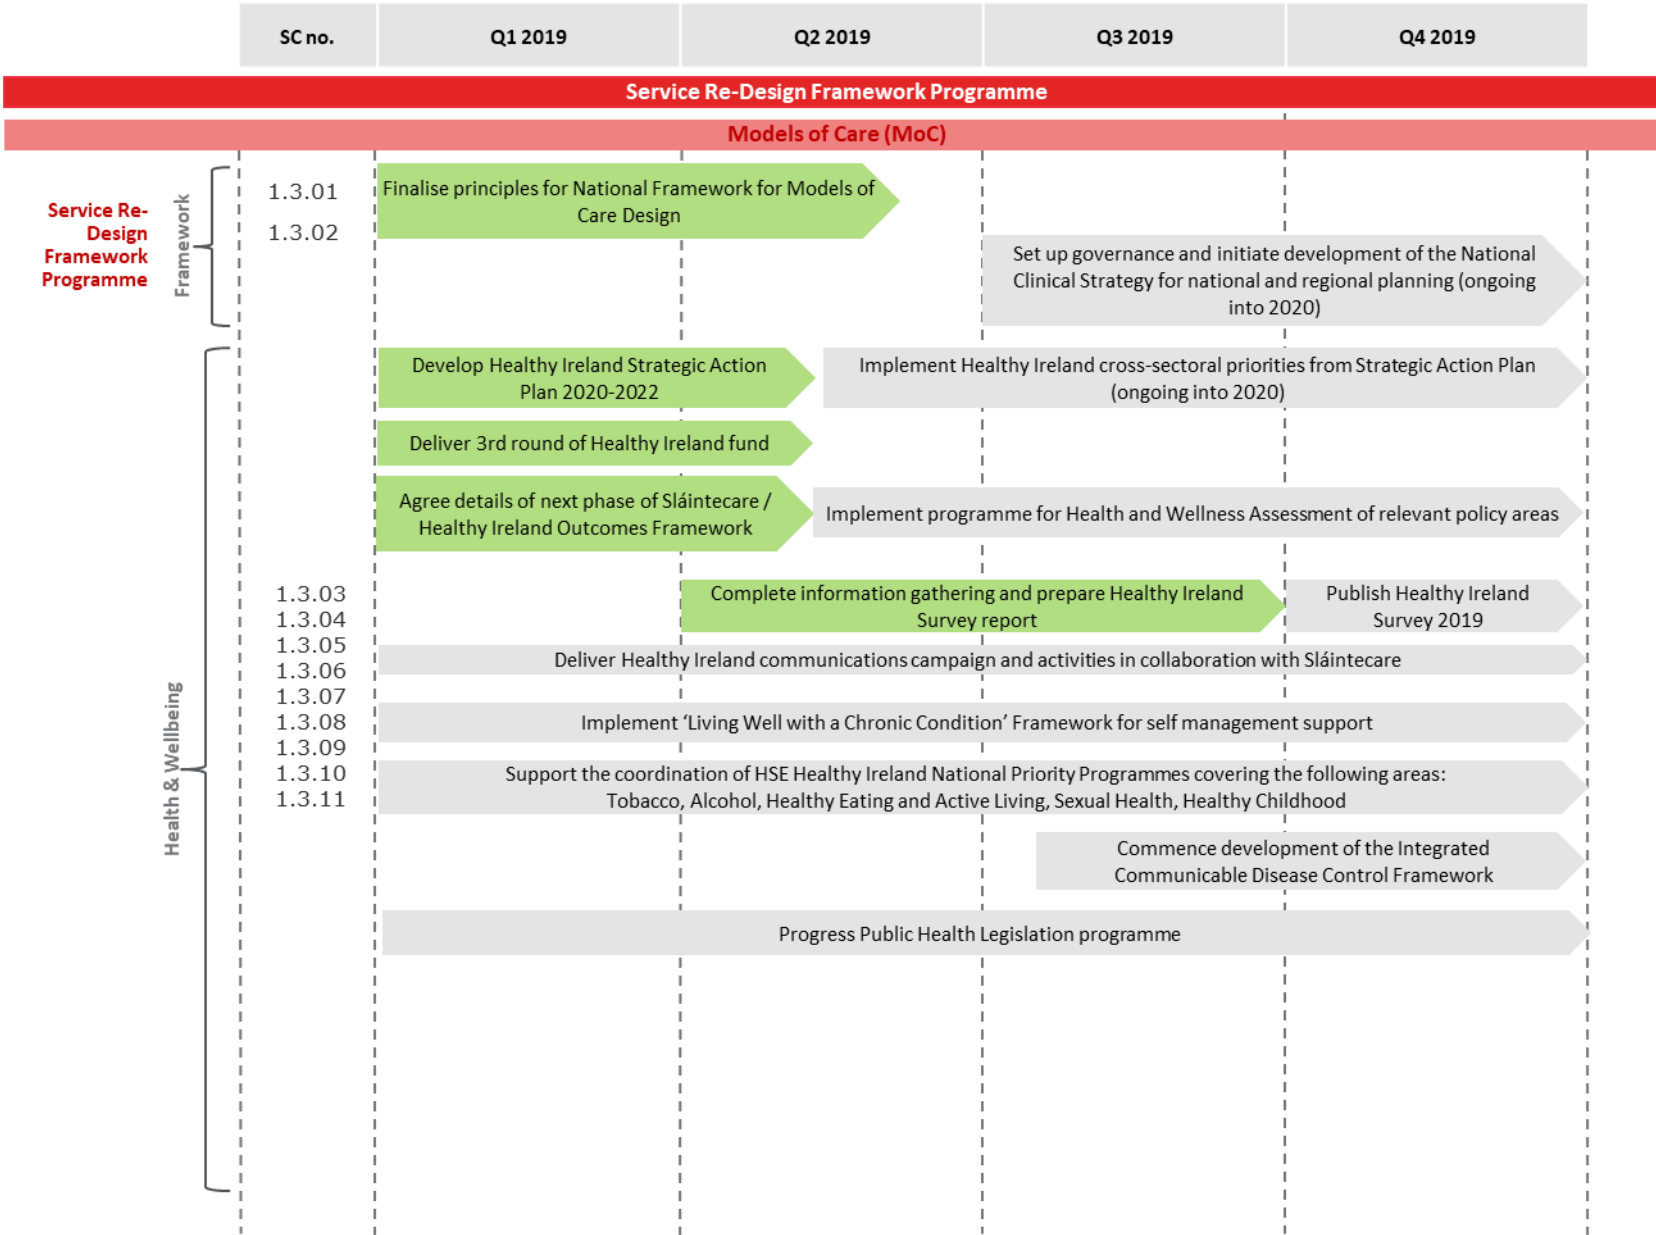 SC no.
Q1 2019
Q2 2019
Q3 2019
Q4 2019
Service Re-Design Framework Programme
Models of Care (MoC)
Service Re-
Design
Framework
Programme
Framework
1.3.01
1.3.02
Finalise principles for National Framework for Models of
Care Design
Set up governance and initiate development of the National
Clinical Strategy for national and regional planning (ongoing
into 2020)
Health & Wellbeing
Develop Healthy Ireland Strategic Action
Plan 2020-2022
Implement Healthy Ireland cross-sectoral priorities from Strategic Action Plan
(ongoing into 2020)
Deliver 3rd round of Healthy Ireland fund
Agree details of next phase of Sláintecare /
Healthy Ireland Outcomes Framework
Implement programme for Health and Wellness Assessment of relevant policy areas
1.3.03
1.3.04
1.3.05
1.3.06
1.3.07
1.3.08
1.3.09
1.3.10
1.3.11
Complete information gathering and prepare Healthy Ireland
Survey report
Publish Healthy Ireland
Survey 2019
Deliver Healthy Ireland communications campaign and activities in collaboration with Sláintecare
Implement ‘Living Well with a Chronic Condition’ Framework for self management support
Support the coordination of HSE Healthy Ireland National Priority Programmes covering the following areas:
Tobacco, Alcohol, Healthy Eating and Active Living, Sexual Health, Healthy Childhood
Commence development of the Integrated
Communicable Disease Control Framework
Progress Public Health Legislation programme